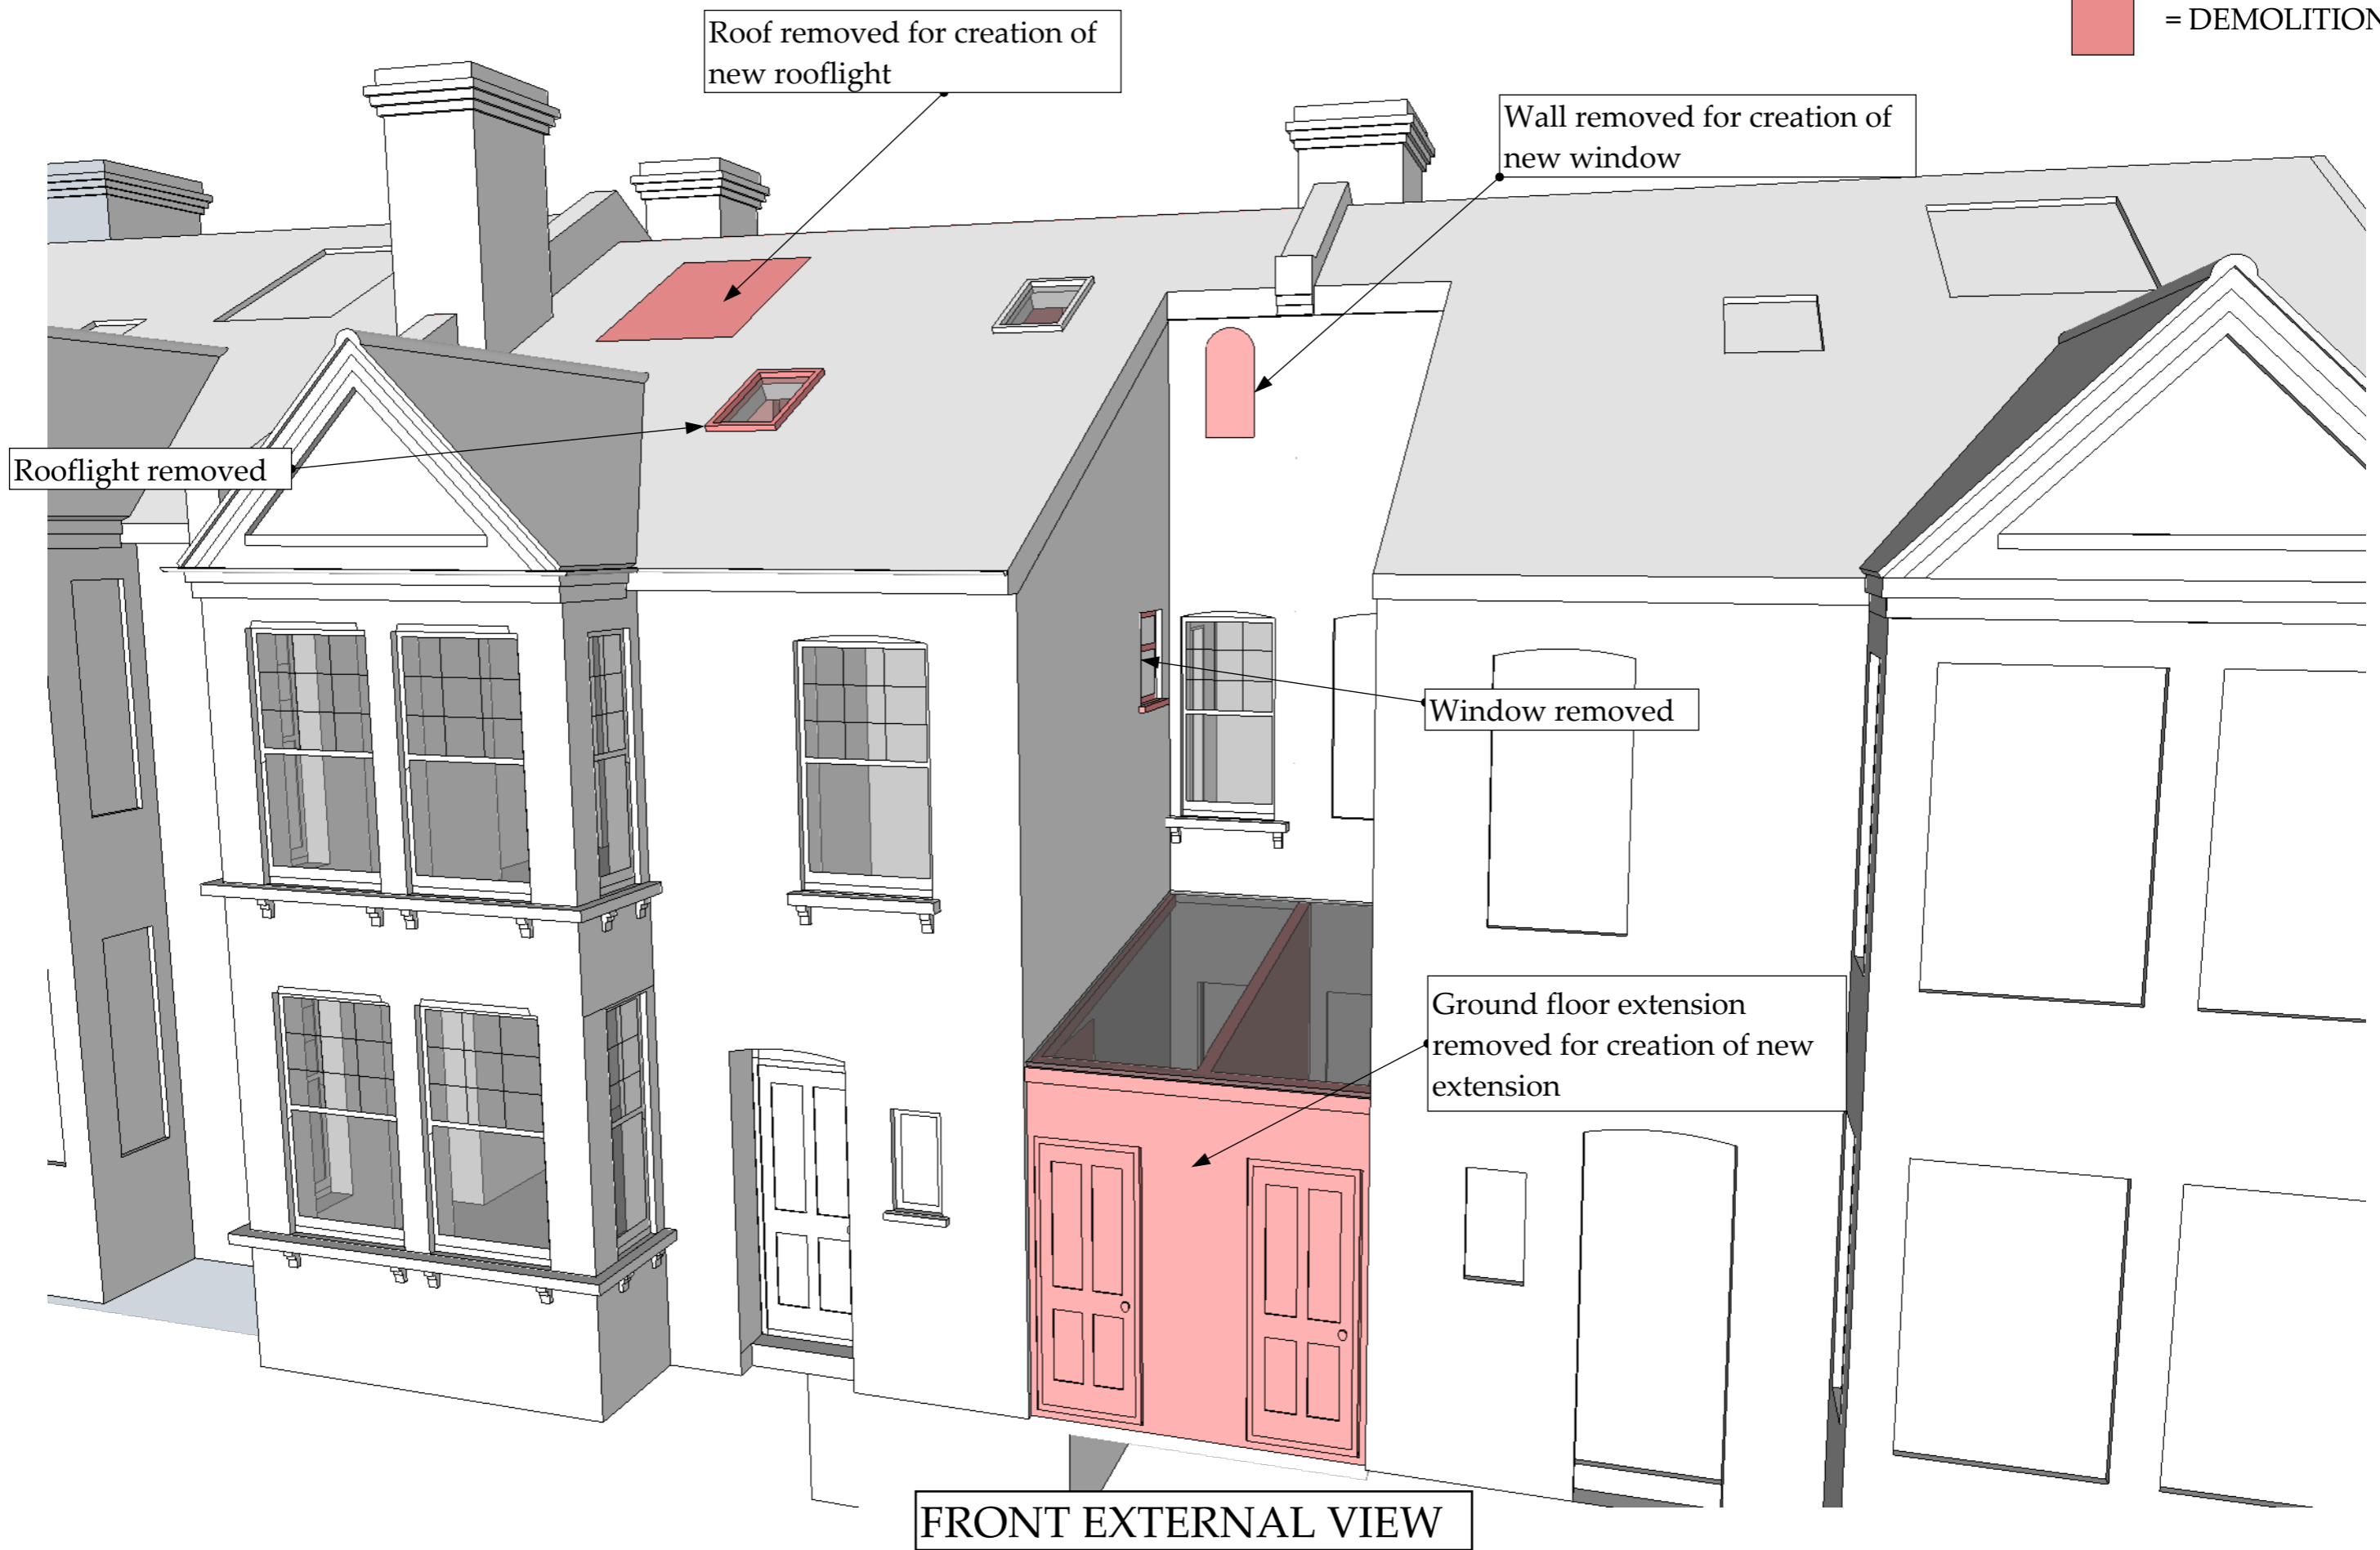 Roof removed for creation of
new rooflight
= DEMOLITION
Wall removed for creation of
new window
Rooflight removed
Window removed
Ground floor extension
removed for creation of new
extension
FRONT EXTERNAL VIEW